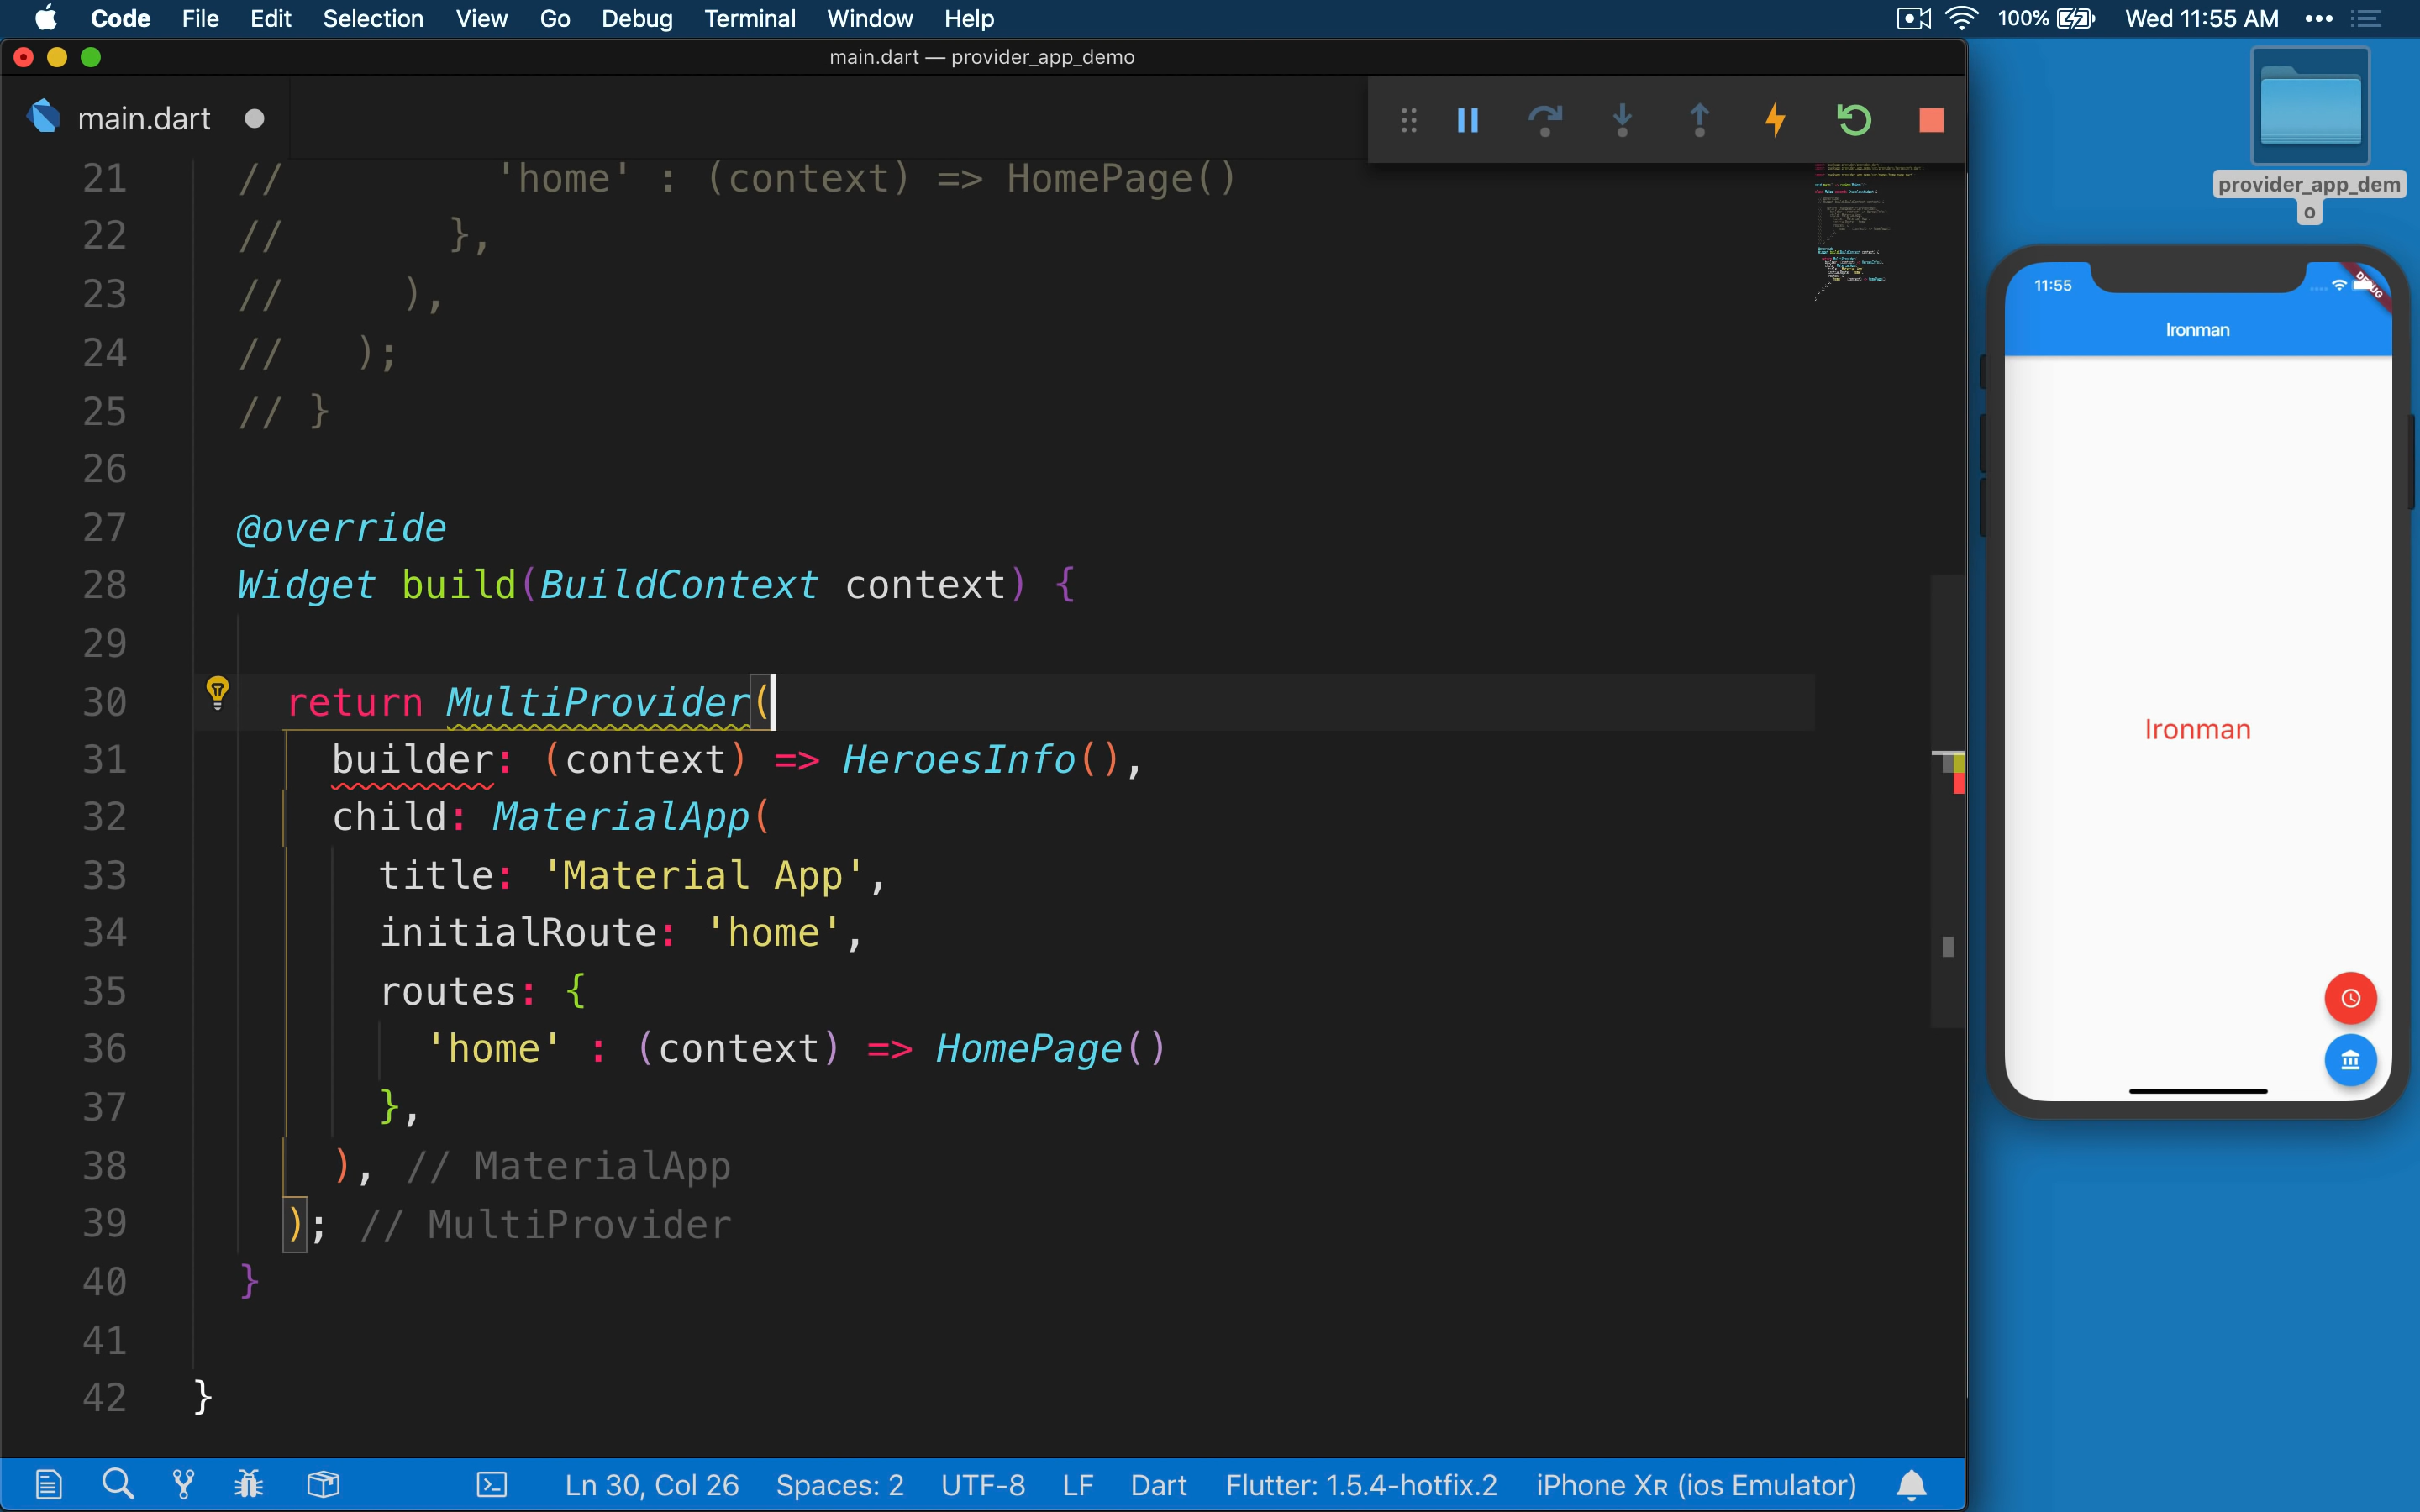 Code File Edit Selection View Go Debug Terminal Window Help 100% Wed 11:55 AM
main.dart — provider_app_demo
main.dart
21 // 'home' : (context) => HomePage()
22 // },
23 // ),
24 // );
25 // }
26
27 @override
28 Widget build(BuildContext context) {
29
30 return MultiProvider(
31 builder: (context) => HeroesInfo(),
32 child: MaterialApp(
33 title: 'Material App',
34 initialRoute: 'home',
35 routes: {
36 'home' : (context) => HomePage()
37 },
38 ), // MaterialApp
39 ); // MultiProvider
40 }
41
42 }
Ln 30, Col 26 Spaces: 2 UTF-8 LF Dart Flutter: 1.5.4-hotfix.2 iPhone XR (ios Emulator)
provider_app_dem
o
11:55
DEBUG
Ironman
Ironman